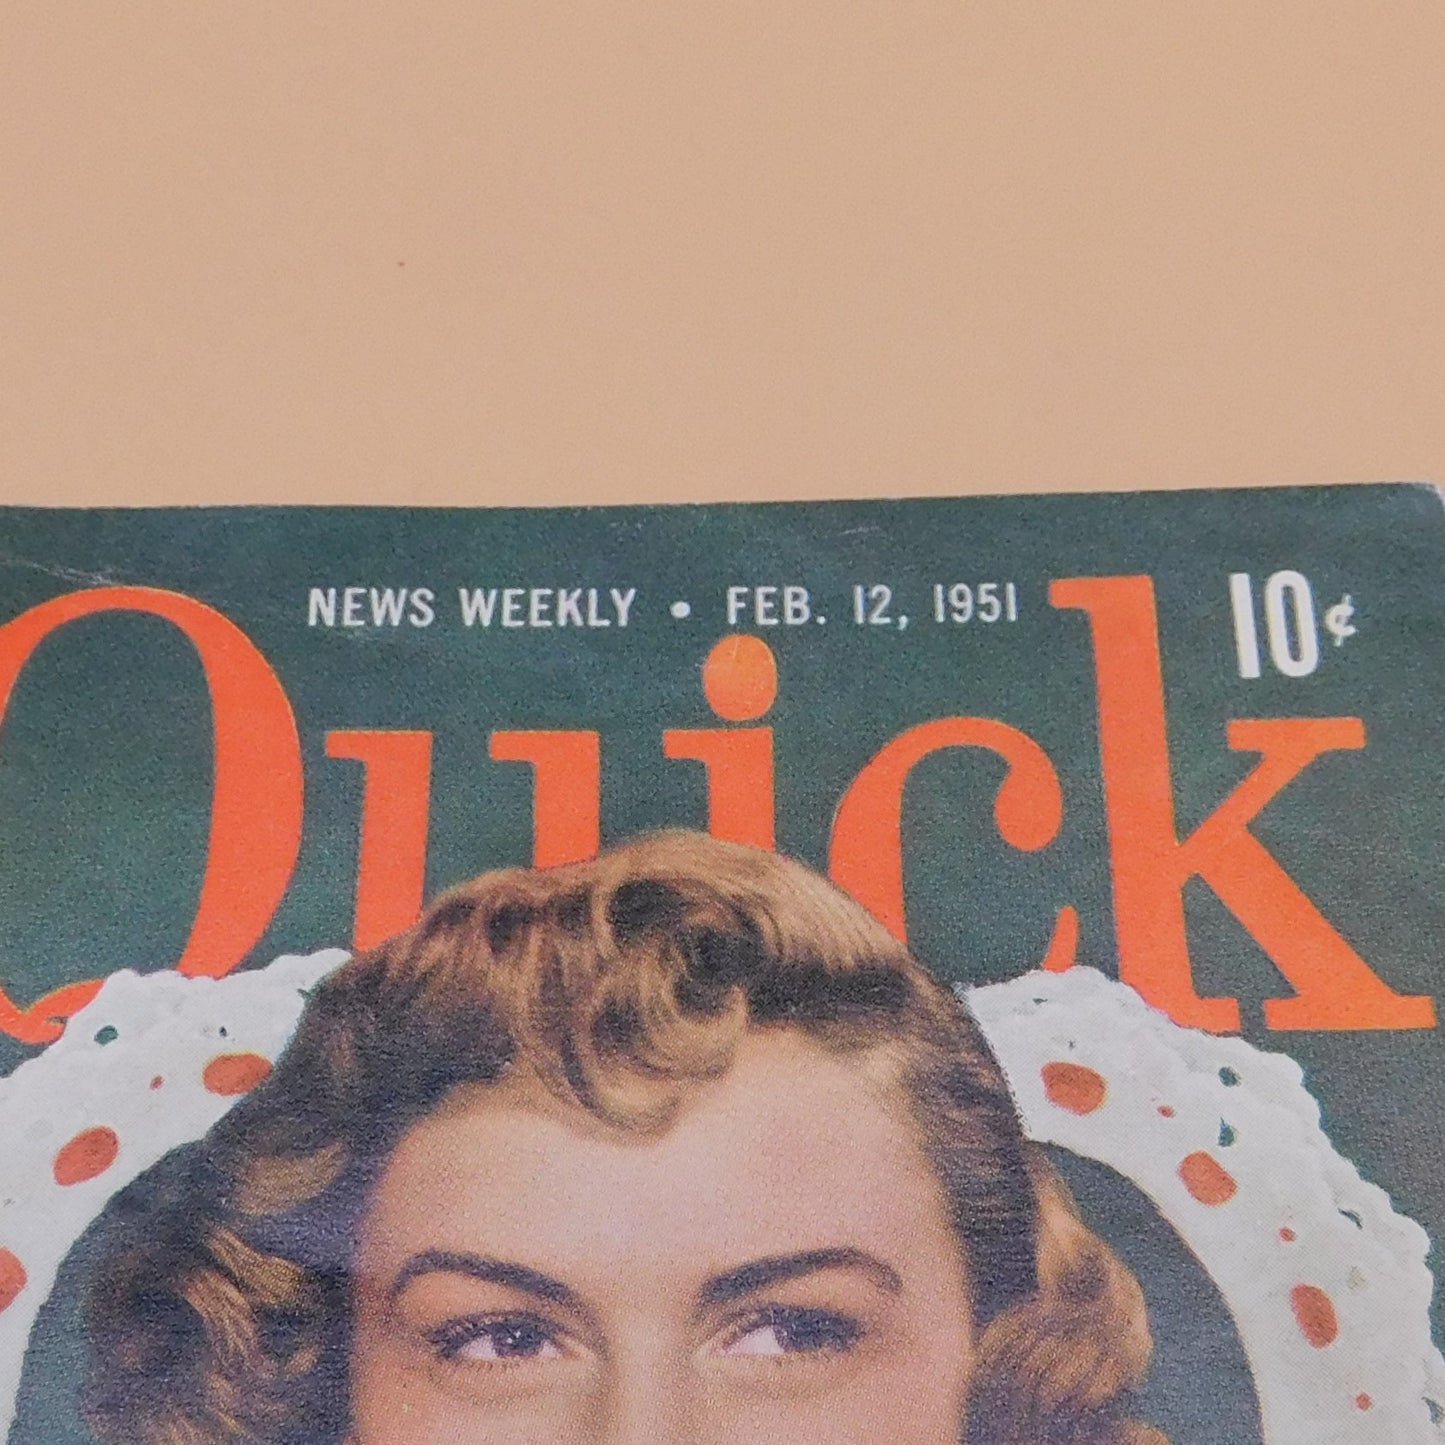 NEWS WEEKLY • FEB. 12, 1951
10¢
Quick